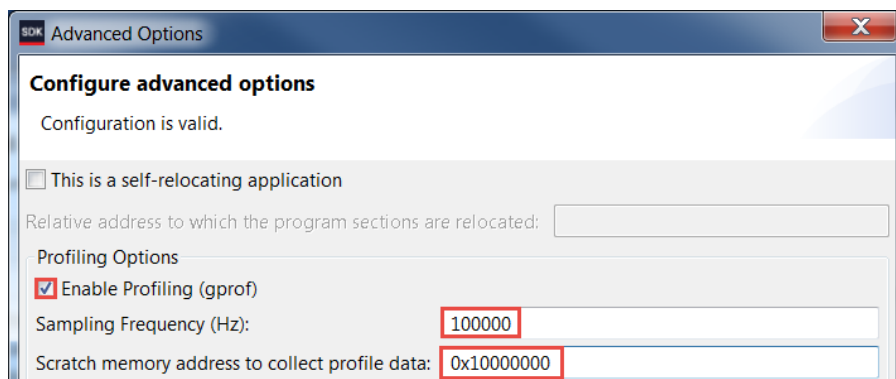 SDK Advanced Options X
Configure advanced options
Configuration is valid.
This is a self-relocating application
Relative address to which the program sections are relocated:
Profiling Options
Enable Profiling (gprof)
Sampling Frequency (Hz): 100000
Scratch memory address to collect profile data: 0x10000000